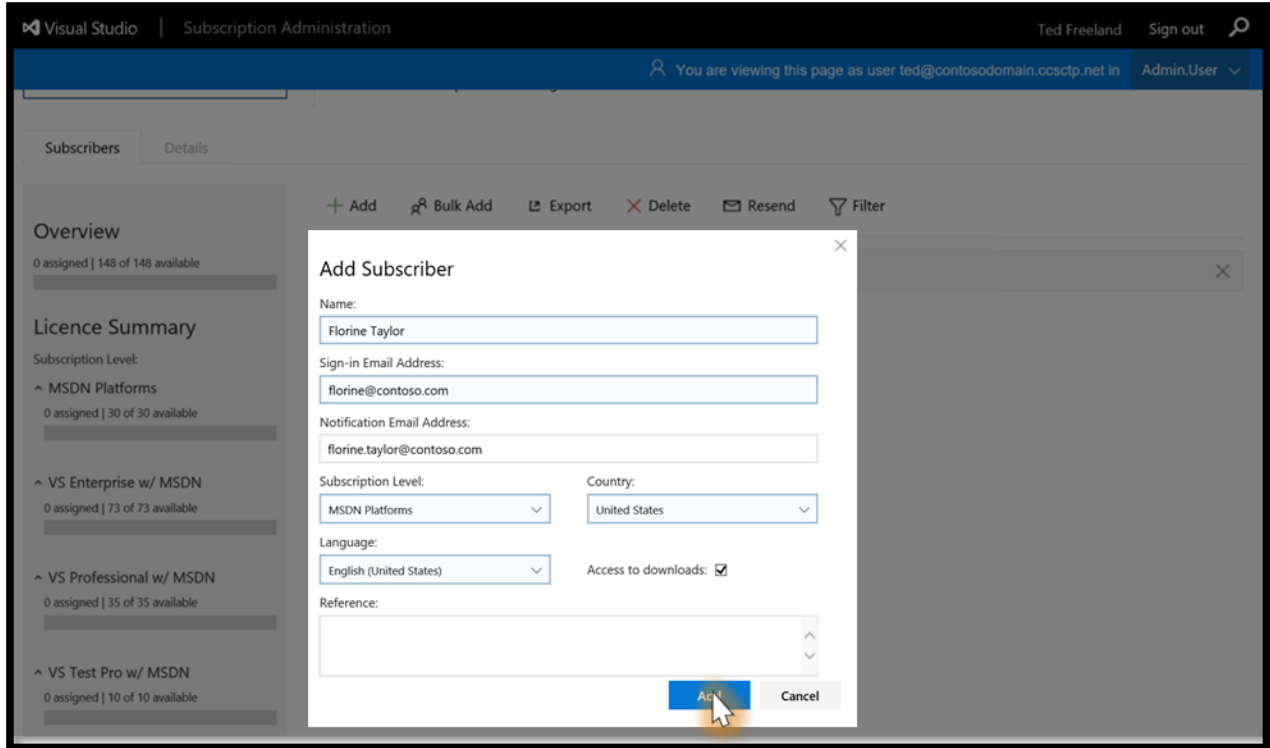 Visual Studio | Subscription Administration Ted Freeland Sign out
You are viewing this page as user ted@contosodomain.ccsctp.net in Admin.User
Subscribers Details
Add Bulk Add Export Delete Resend Filter
Overview
0 assigned | 148 of 148 available
Licence Summary
Subscription Level:
MSDN Platforms
0 assigned | 30 of 30 available
VS Enterprise w/ MSDN
0 assigned | 73 of 73 available
VS Professional w/ MSDN
0 assigned | 35 of 35 available
VS Test Pro w/ MSDN
0 assigned | 10 of 10 available
Add Subscriber
Name:
Florine Taylor
Sign-in Email Address:
florine@contoso.com
Notification Email Address:
florine.taylor@contoso.com
Subscription Level: Country:
MSDN Platforms United States
Language:
English (United States) Access to downloads:
Reference:
Add Cancel